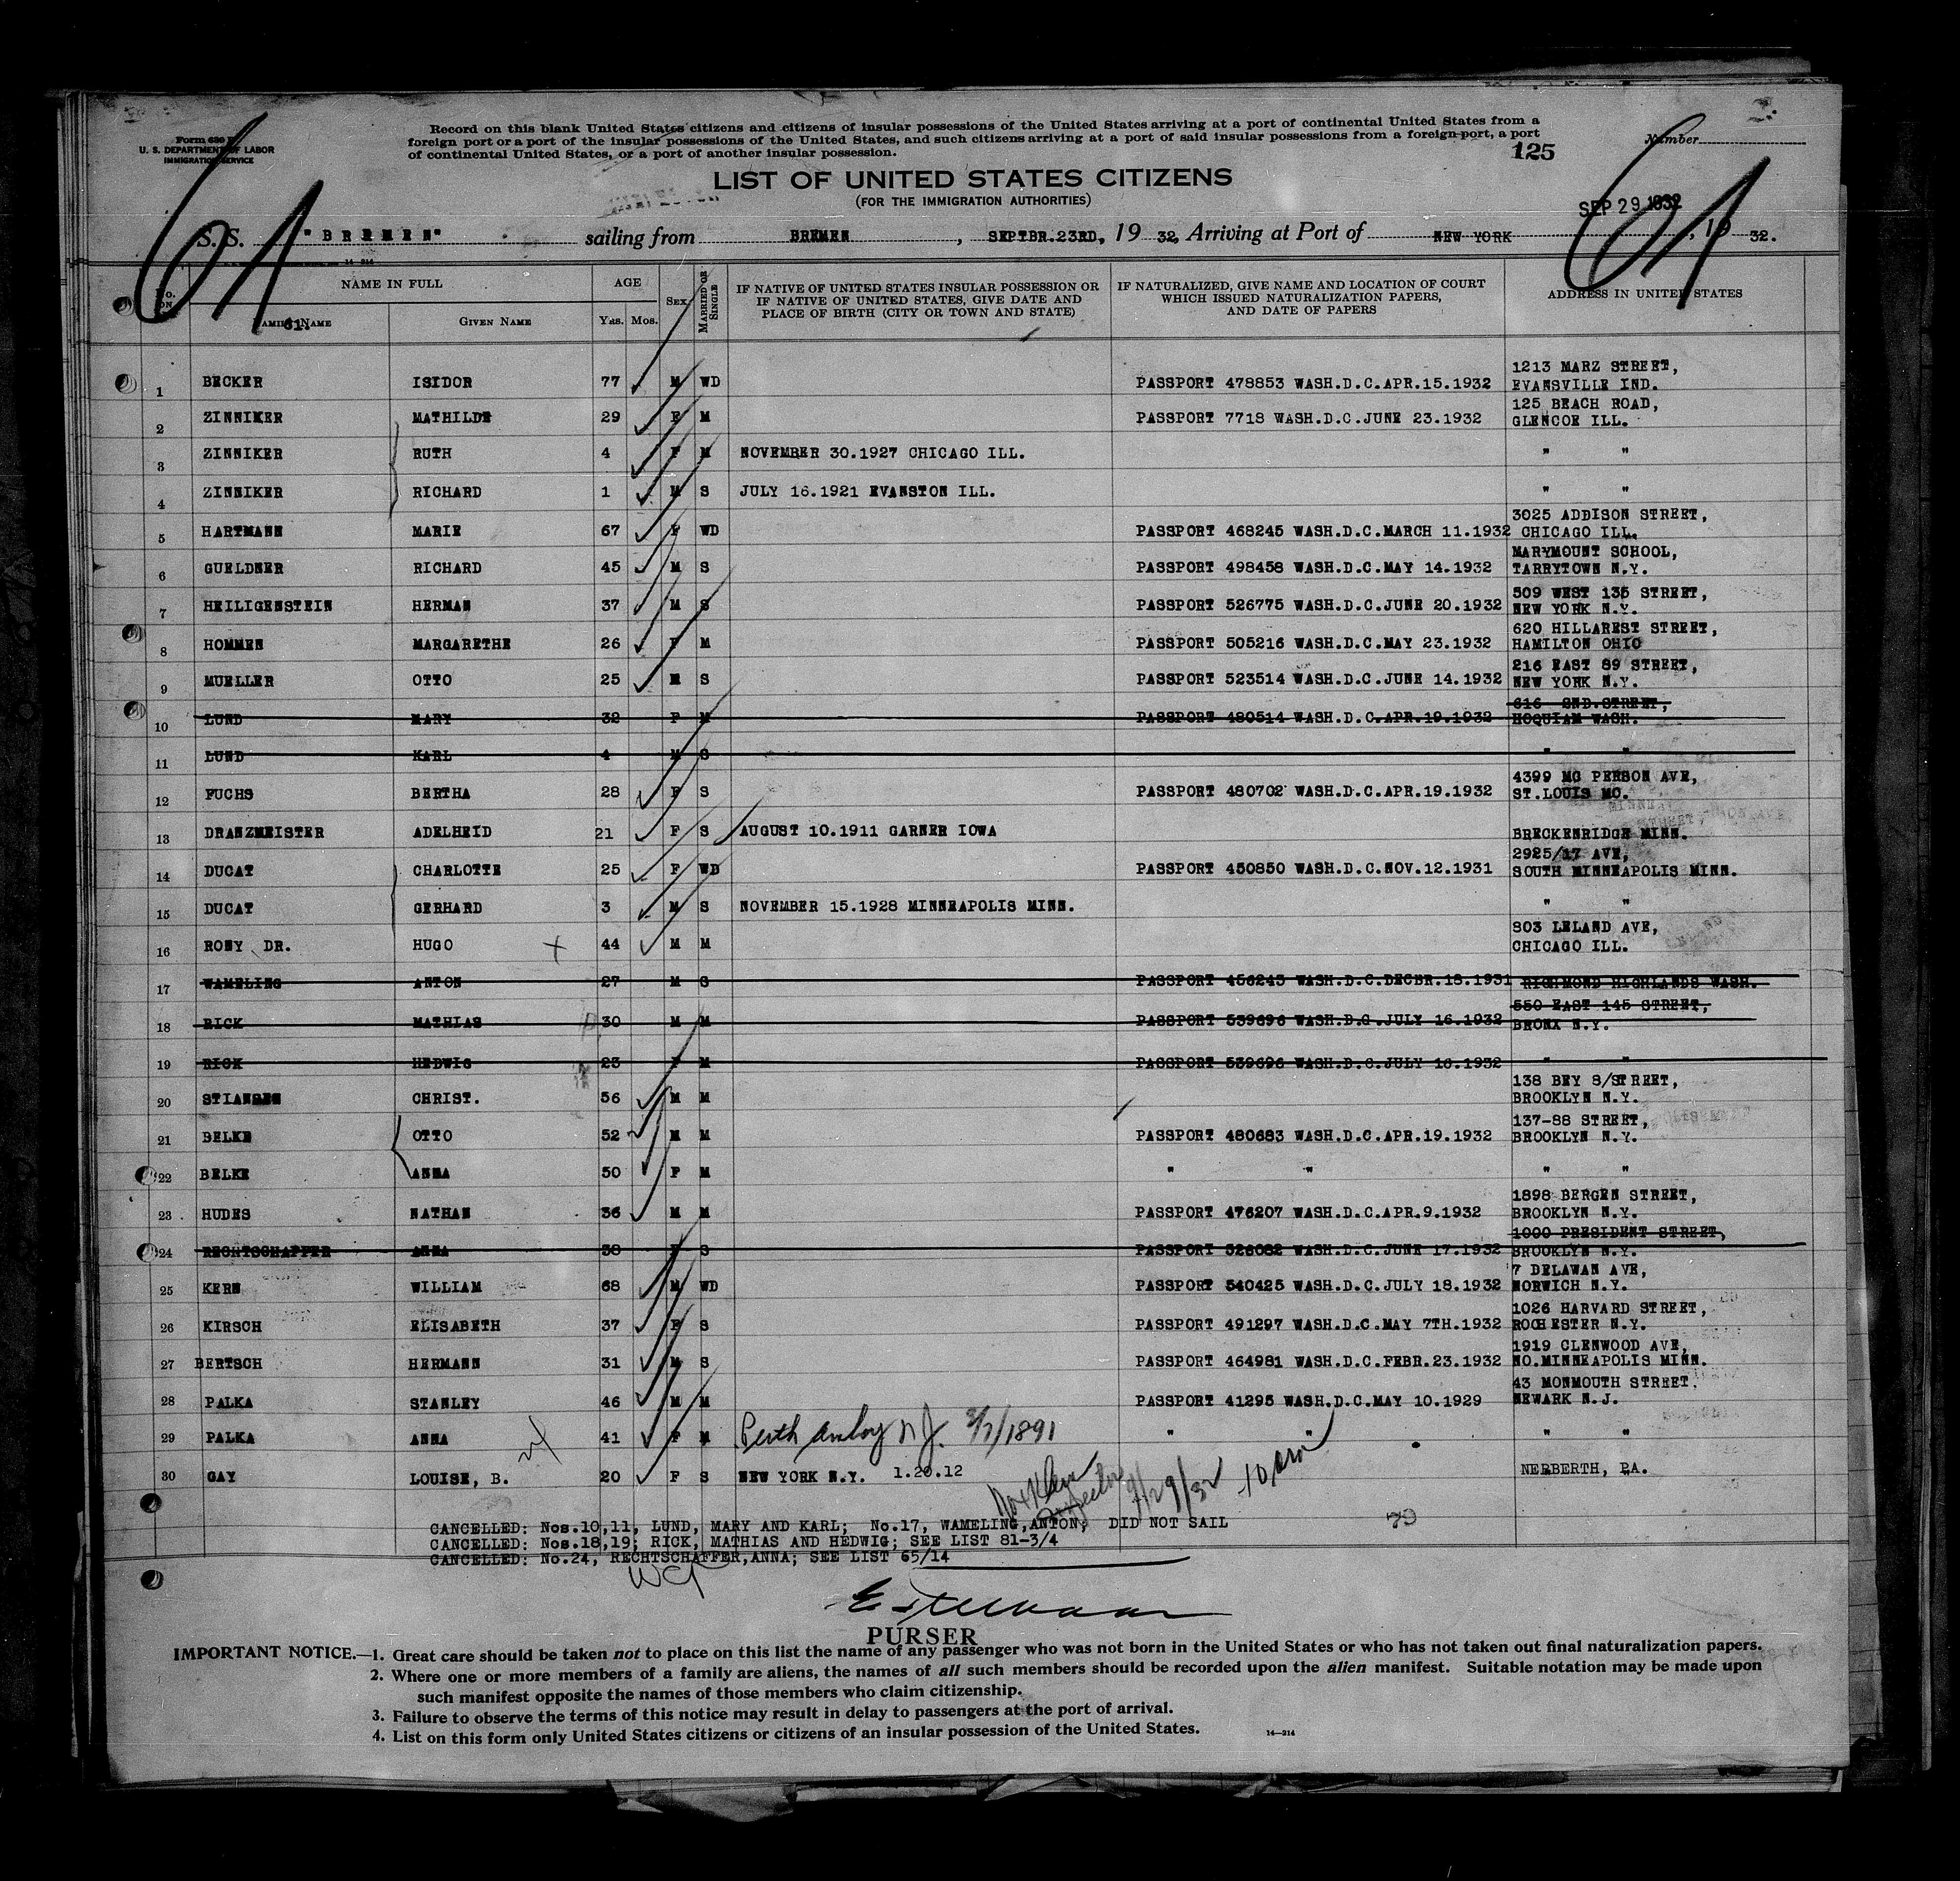 Form 630
U. S. DEPARTMENT OF LABOR
IMMIGRATION SERVICE
Record on this blank United States citizens and citizens of insular possessions of the United States arriving at a port of continental United States from a
foreign port or a port of the insular possessions of the United States, and such citizens arriving at a port of said insular possessions from a foreign port, a port
of continental United States, or a port of another insular possession.
Number
125
61
61
LIST OF UNITED STATES CITIZENS
(FOR THE IMMIGRATION AUTHORITIES)
SEP 29 1932
S. S. "BREMEN" sailing from BREMEN, SEPTBR.23RD, 19 32, Arriving at Port of NEW YORK, 19 32.
No. on NAME IN FULL AGE SEX MARRIED OR SINGLE IF NATIVE OF UNITED STATES INSULAR POSSESSION OR IF NATIVE OF UNITED STATES, GIVE DATE AND PLACE OF BIRTH (CITY OR TOWN AND STATE) IF NATURALIZED, GIVE NAME AND LOCATION OF COURT WHICH ISSUED NATURALIZATION PAPERS, AND DATE OF PAPERS ADDRESS IN UNITED STATES
FAMILY NAME 61. GIVEN NAME YRS. MOS.
1 BECKER ISIDOR 77 M WD PASSPORT 478853 WASH.D.C.APR.15.1932 1213 MARZ STREET, EVANSVILLE IND.
2 ZINNIKER MATHILDE 29 F M PASSPORT 7718 WASH.D.C.JUNE 23.1932 125 BEACH ROAD, GLENCOE ILL.
3 ZINNIKER RUTH 4 F M NOVEMBER 30.1927 CHICAGO ILL. " "
4 ZINNIKER RICHARD 1 M S JULY 16.1921 EVANSTON ILL. " "
5 HARTMANN MARIE 67 F WD PASSPORT 468245 WASH.D.C.MARCH 11.1932 3025 ADDISON STREET, CHICAGO ILL.
6 GUELDNER RICHARD 45 M S PASSPORT 498458 WASH.D.C.MAY 14.1932 MARYMOUNT SCHOOL, TARRYTOWN N.Y.
7 HEILIGENSTEIN HERMAN 37 M S PASSPORT 526775 WASH.D.C.JUNE 20.1932 509 WEST 135 STREET, NEW YORK N.Y.
8 HOMMEN MARGARETHE 26 F M PASSPORT 505216 WASH.D.C.MAY 23.1932 620 HILLAREST STREET, HAMILTON OHIO
9 MUELLER OTTO 25 M S PASSPORT 523514 WASH.D.C.JUNE 14.1932 216 EAST 89 STREET, NEW YORK N.Y.
10 LUND MARY 32 F M PASSPORT 480514 WASH.D.C.APR.19.1932 616 2ND.STREET, HOQUIAM WASH.
11 LUND KARL 4 M S " "
12 FUCHS BERTHA 28 F S PASSPORT 480702 WASH.D.C.APR.19.1932 4399 MC PERSON AVE, ST.LOUIS MO.
13 DRANZMEISTER ADELHEID 21 F S AUGUST 10.1911 GARNER IOWA BRECKENRIDGE MINN.
14 DUCAT CHARLOTTE 25 F WD PASSPORT 450850 WASH.D.C.NOV.12.1931 2925/17 AVE, SOUTH MINNEAPOLIS MINN.
15 DUCAT GERHARD 3 M S NOVEMBER 15.1928 MINNEAPOLIS MINN. " "
16 RONY DR. HUGO 44 M M 803 LELAND AVE, CHICAGO ILL.
17 WAMELING ANTON 27 M S PASSPORT 456243 WASH.D.C.DECBR.18.1931 RICHMOND HIGHLANDS WASH.
18 RICK MATHIAS 30 M M PASSPORT 539696 WASH.D.C.JULY 16.1932 550 EAST 145 STREET, BRONX N.Y.
19 RICK HEDWIG 23 F M PASSPORT 539696 WASH.D.C.JULY 16.1932 " "
20 STIANSEN CHRIST. 56 M M 138 BEY 8/STREET, BROOKLYN N.Y.
21 BELKE OTTO 52 M M PASSPORT 480683 WASH.D.C.APR.19.1932 137-88 STREET, BROOKLYN N.Y.
22 BELKE ANNA 50 F M " " " "
23 HUDES NATHAN 36 M M PASSPORT 476207 WASH.D.C.APR.9.1932 1898 BERGEN STREET, BROOKLYN N.Y.
24 RECHTSCHAFFER ANNA 38 F S PASSPORT 526082 WASH.D.C.JUNE 17.1932 1000 PRESIDENT STREET, BROOKLYN N.Y.
25 KERN WILLIAM 68 M WD PASSPORT 540425 WASH.D.C.JULY 18.1932 7 DELAWAN AVE, NORWICH N.Y.
26 KIRSCH ELISABETH 37 F S PASSPORT 491297 WASH.D.C.MAY 7TH.1932 1026 HARVARD STREET, ROCHESTER N.Y.
27 BERTSCH HERMANN 31 M S PASSPORT 464981 WASH.D.C.FEBR.23.1932 1919 CLENWOOD AVE, NO.MINNEAPOLIS MINN.
28 PALKA STANLEY 46 M M PASSPORT 41295 WASH.D.C.MAY 10.1929 43 MONMOUTH STREET, NEWARK N.J.
29 PALKA ANNA 41 F M Perth Amboy N.J. 3/7/1891 " " " "
30 GAY LOUISE, B. 20 F S NEW YORK N.Y. 1.20.12 NERBERTH, PA.
Inspector 9/29/32 10 am
79
CANCELLED: Nos.10,11, LUND, MARY AND KARL; No.17, WAMELING,ANTON; DID NOT SAIL
CANCELLED: Nos.18,19; RICK, MATHIAS AND HEDWIG; SEE LIST 81-3/4
CANCELLED: No.24, RECHTSCHAFFER,ANNA; SEE LIST 65/14
PURSER
IMPORTANT NOTICE.—1. Great care should be taken not to place on this list the name of any passenger who was not born in the United States or who has not taken out final naturalization papers.
2. Where one or more members of a family are aliens, the names of all such members should be recorded upon the alien manifest. Suitable notation may be made upon
such manifest opposite the names of those members who claim citizenship.
3. Failure to observe the terms of this notice may result in delay to passengers at the port of arrival.
4. List on this form only United States citizens or citizens of an insular possession of the United States.
14—214